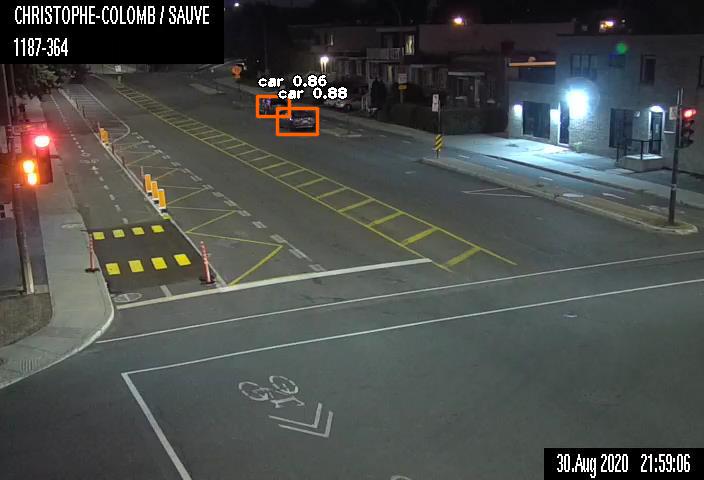 CHRISTOPHE-COLOMB / SAUVE
1187-364
car 0.86
car 0.88
30.Aug 2020 21:59:06